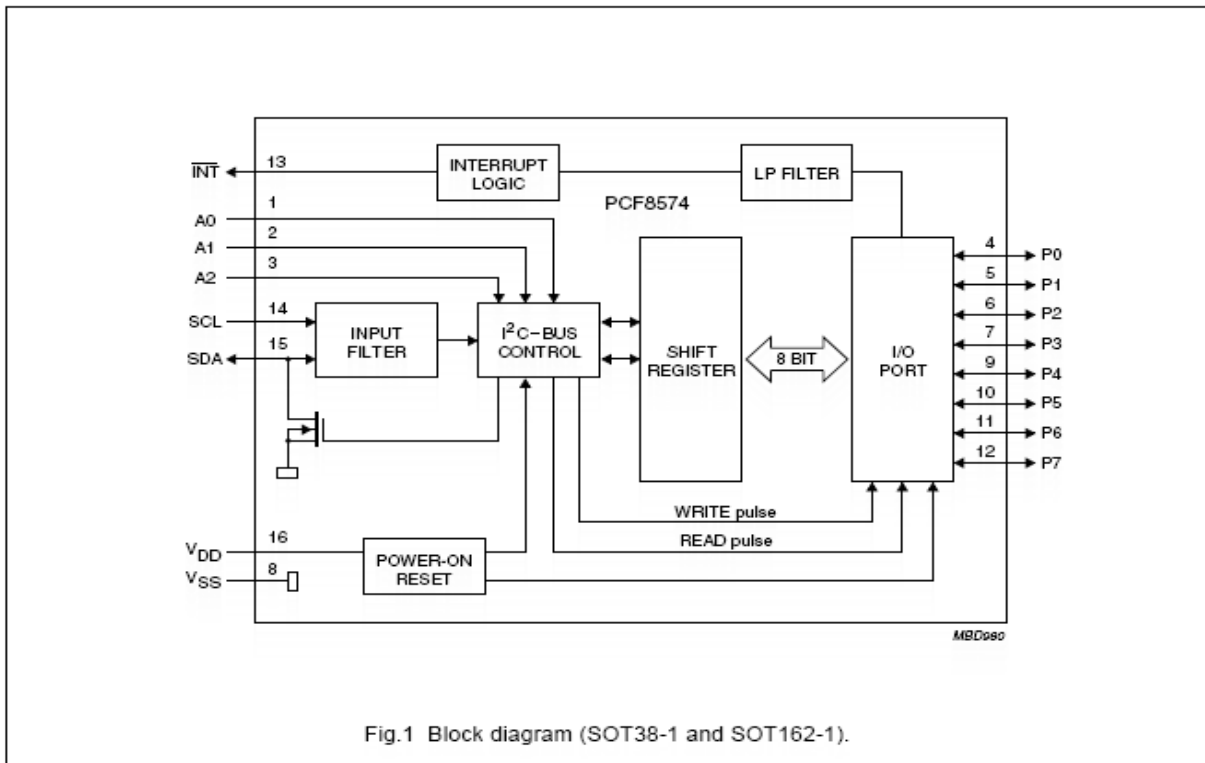 INT
13
INTERRUPT
LOGIC
LP FILTER
PCF8574
A0
1
A1
2
A2
3
SCL
14
SDA
15
INPUT
FILTER
I²C–BUS
CONTROL
SHIFT
REGISTER
8 BIT
I/O
PORT
4
P0
5
P1
6
P2
7
P3
9
P4
10
P5
11
P6
12
P7
WRITE pulse
READ pulse
VDD
16
VSS
8
POWER-ON
RESET
MBD980
Fig.1 Block diagram (SOT38-1 and SOT162-1).